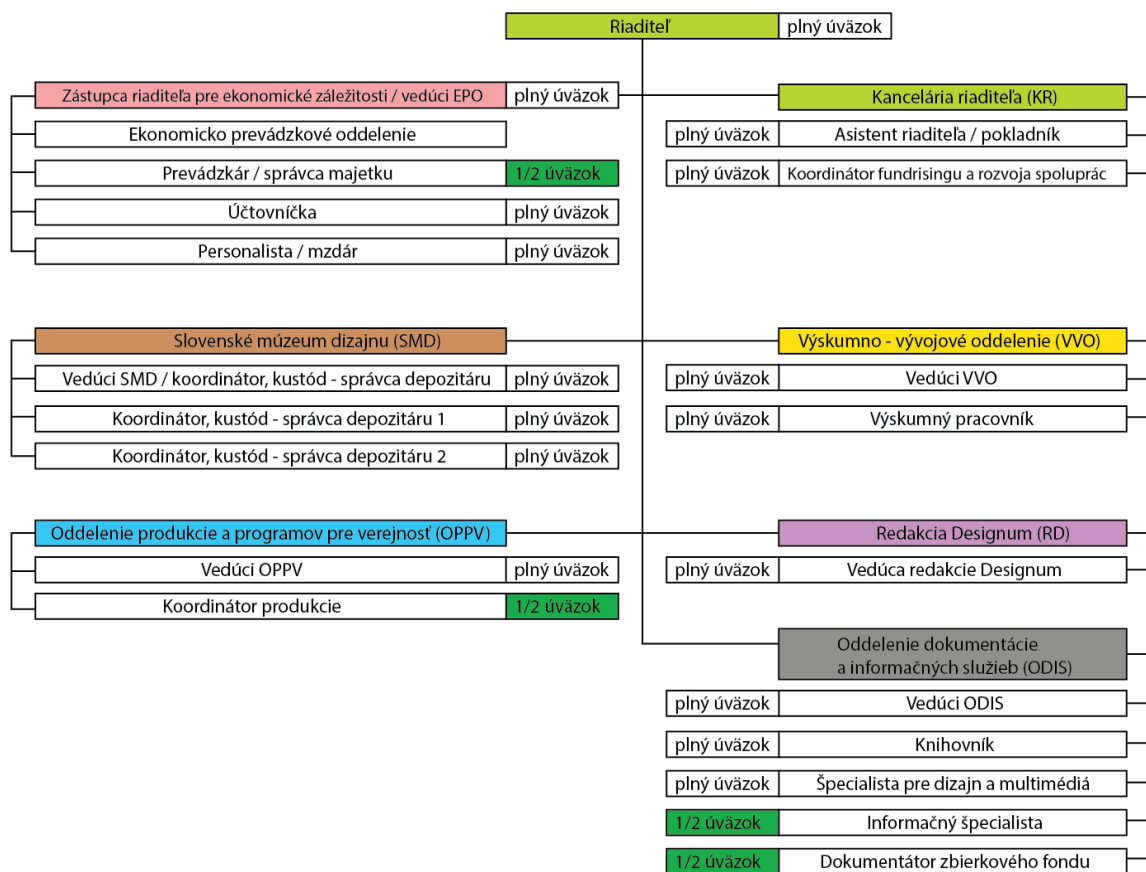 Riaditeľ plný úväzok
Zástupca riaditeľa pre ekonomické záležitosti / vedúci EPO plný úväzok
Ekonomicko prevádzkové oddelenie
Prevádzkár / správca majetku 1/2 úväzok
Účtovníčka plný úväzok
Personalista / mzdár plný úväzok
Kancelária riaditeľa (KR)
plný úväzok Asistent riaditeľa / pokladník
plný úväzok Koordinátor fundrisingu a rozvoja spoluprác
Slovenské múzeum dizajnu (SMD)
Vedúci SMD / koordinátor, kustód - správca depozitáru plný úväzok
Koordinátor, kustód - správca depozitáru 1 plný úväzok
Koordinátor, kustód - správca depozitáru 2 plný úväzok
Výskumno - vývojové oddelenie (VVO)
plný úväzok Vedúci VVO
plný úväzok Výskumný pracovník
Oddelenie produkcie a programov pre verejnosť (OPPV)
Vedúci OPPV plný úväzok
Koordinátor produkcie 1/2 úväzok
Redakcia Designum (RD)
plný úväzok Vedúca redakcie Designum
Oddelenie dokumentácie
a informačných služieb (ODIS)
plný úväzok Vedúci ODIS
plný úväzok Knihovník
plný úväzok Špecialista pre dizajn a multimédiá
1/2 úväzok Informačný špecialista
1/2 úväzok Dokumentátor zbierkového fondu